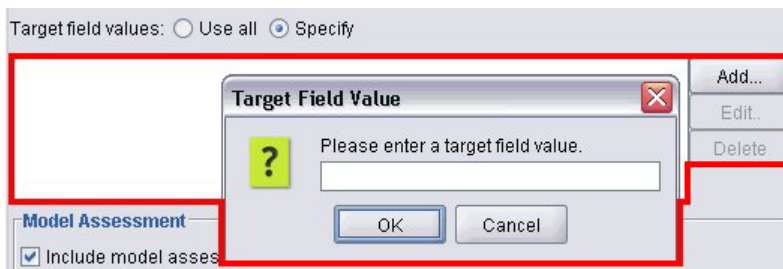 Target field values: Use all Specify
Add...
Target Field Value
Edit..
Please enter a target field value.
Delete
?
OK Cancel
Model Assessment
Include model asses